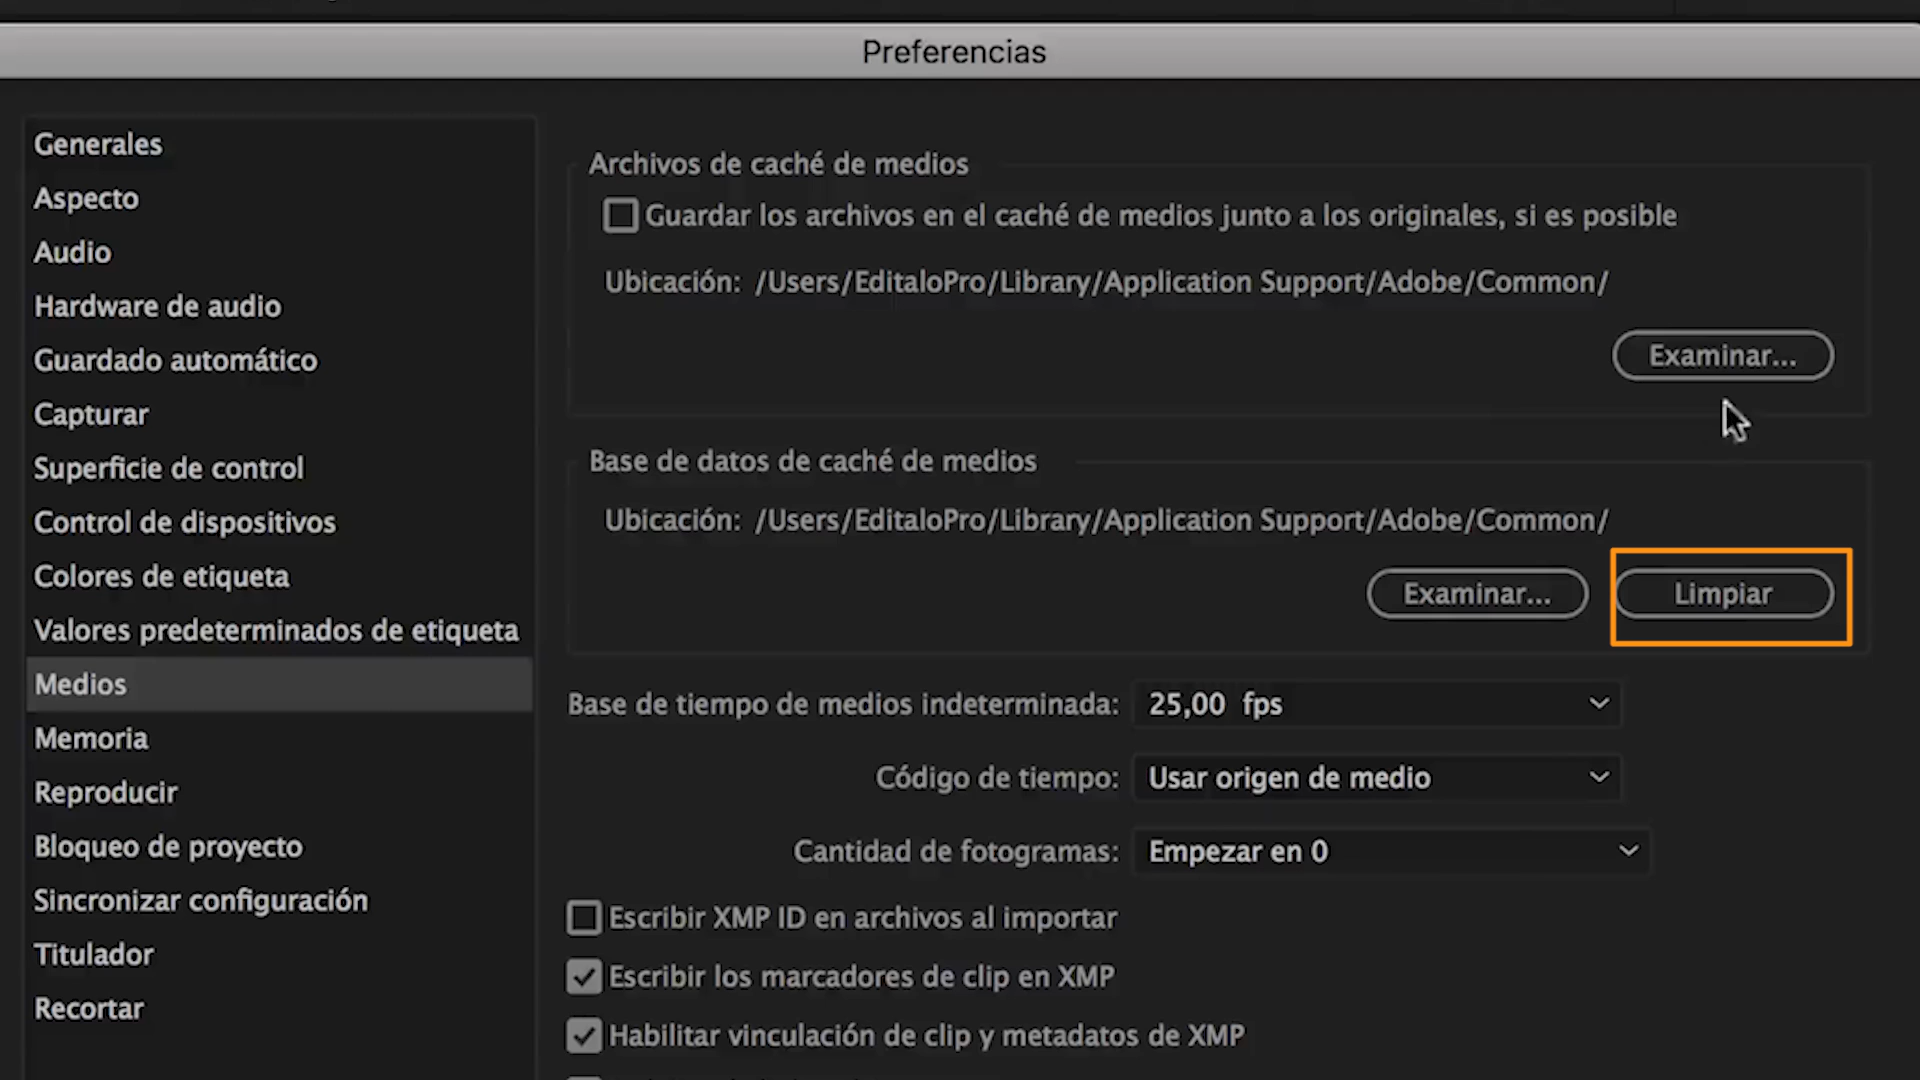 Preferencias
Generales
Aspecto
Audio
Hardware de audio
Guardado automático
Capturar
Superficie de control
Control de dispositivos
Colores de etiqueta
Valores predeterminados de etiqueta
Medios
Memoria
Reproducir
Bloqueo de proyecto
Sincronizar configuración
Titulador
Recortar
Archivos de caché de medios
Guardar los archivos en el caché de medios junto a los originales, si es posible
Ubicación: /Users/EditaloPro/Library/Application Support/Adobe/Common/
Examinar...
Base de datos de caché de medios
Ubicación: /Users/EditaloPro/Library/Application Support/Adobe/Common/
Examinar... Limpiar
Base de tiempo de medios indeterminada: 25,00 fps
Código de tiempo: Usar origen de medio
Cantidad de fotogramas: Empezar en 0
Escribir XMP ID en archivos al importar
Escribir los marcadores de clip en XMP
Habilitar vinculación de clip y metadatos de XMP